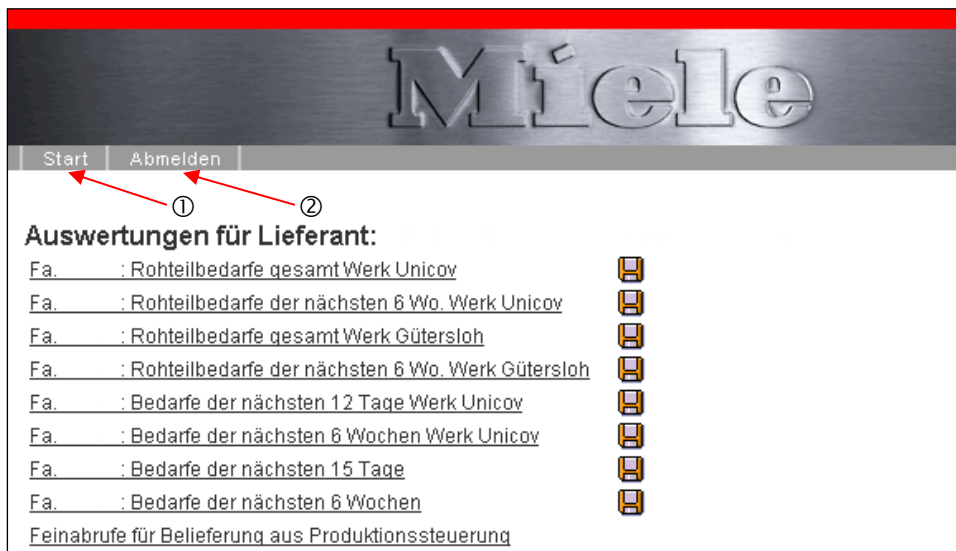 Miele
Start Abmelden
① ②
Auswertungen für Lieferant:
Fa. : Rohteilbedarfe gesamt Werk Unicov
Fa. : Rohteilbedarfe der nächsten 6 Wo. Werk Unicov
Fa. : Rohteilbedarfe gesamt Werk Gütersloh
Fa. : Rohteilbedarfe der nächsten 6 Wo. Werk Gütersloh
Fa. : Bedarfe der nächsten 12 Tage Werk Unicov
Fa. : Bedarfe der nächsten 6 Wochen Werk Unicov
Fa. : Bedarfe der nächsten 15 Tage
Fa. : Bedarfe der nächsten 6 Wochen
Feinabrufe für Belieferung aus Produktionssteuerung